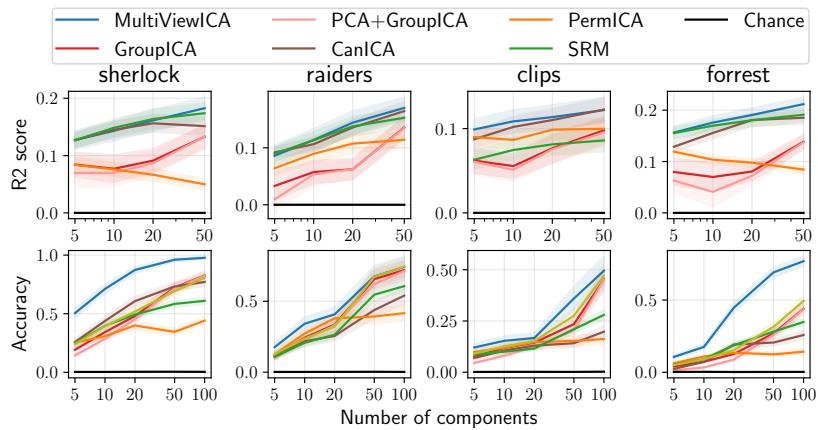 MultiViewICA PCA+GroupICA PermICA Chance
GroupICA CanICA SRM
sherlock raiders clips forrest
R2 score
0.2 0.1 0.0
0.1 0.0
0.1 0.0
0.2 0.1 0.0
5 10 20 50 5 10 20 50 5 10 20 50 5 10 20 50
Accuracy
1.0 0.5 0.0
0.5 0.0
0.50 0.25 0.00
0.5 0.0
5 10 20 50 100 5 10 20 50 100 5 10 20 50 100 5 10 20 50 100
Number of components